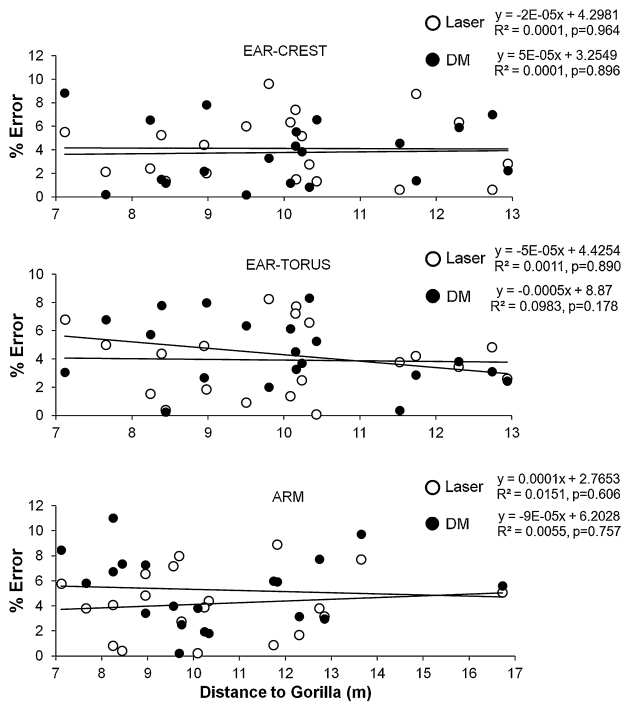 Laser
y = -2E-05x + 4.2981
R² = 0.0001, p=0.964
EAR-CREST
DM
y = 5E-05x + 3.2549
R² = 0.0001, p=0.896
12
10
8
6
4
2
0
% Error
7 8 9 10 11 12 13
Laser
y = -5E-05x + 4.4254
R² = 0.0011, p=0.890
EAR-TORUS
DM
y = -0.0005x + 8.87
R² = 0.0983, p=0.178
10
8
6
4
2
0
% Error
7 8 9 10 11 12 13
Laser
y = 0.0001x + 2.7653
R² = 0.0151, p=0.606
ARM
DM
y = -9E-05x + 6.2028
R² = 0.0055, p=0.757
12
10
8
6
4
2
0
% Error
7 8 9 10 11 12 13 14 15 16 17
Distance to Gorilla (m)